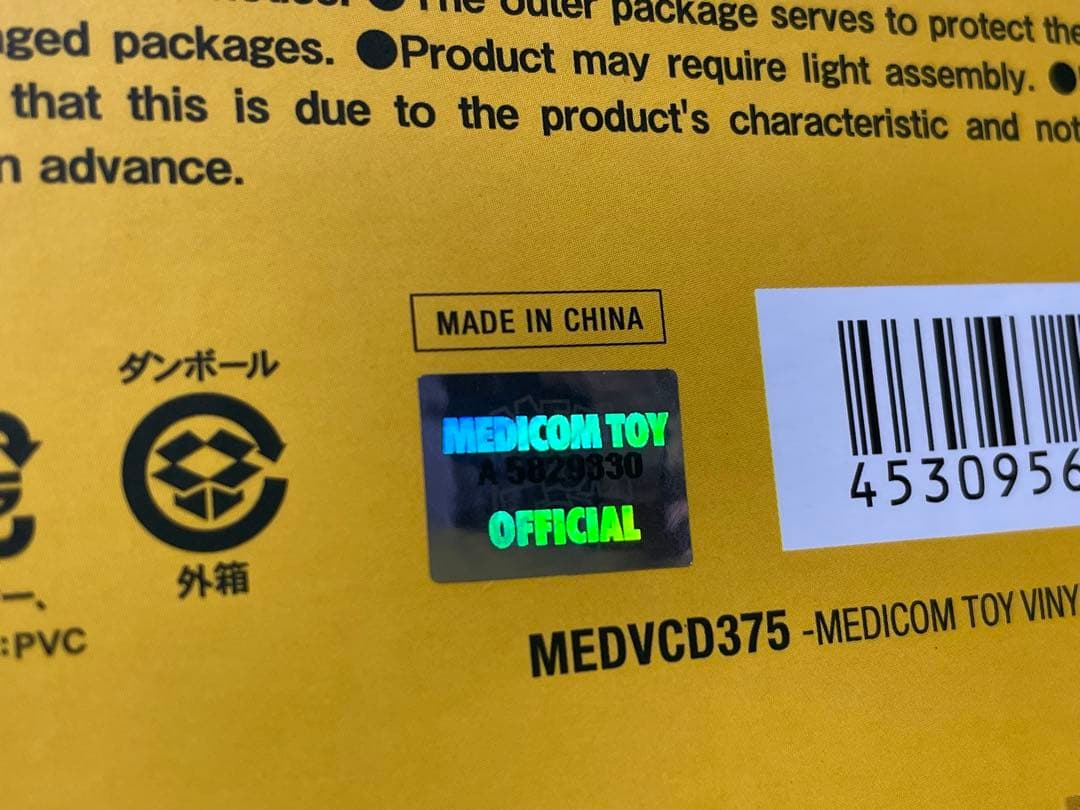 The outer package serves to protect the
aged packages. ●Product may require light assembly. ●
that this is due to the product's characteristic and not
n advance.
MADE IN CHINA
ダンボール
外箱
MEDICOM TOY
A 5829330
OFFICIAL
4530956
ー、
:PVC
MEDVCD375 -MEDICOM TOY VINY